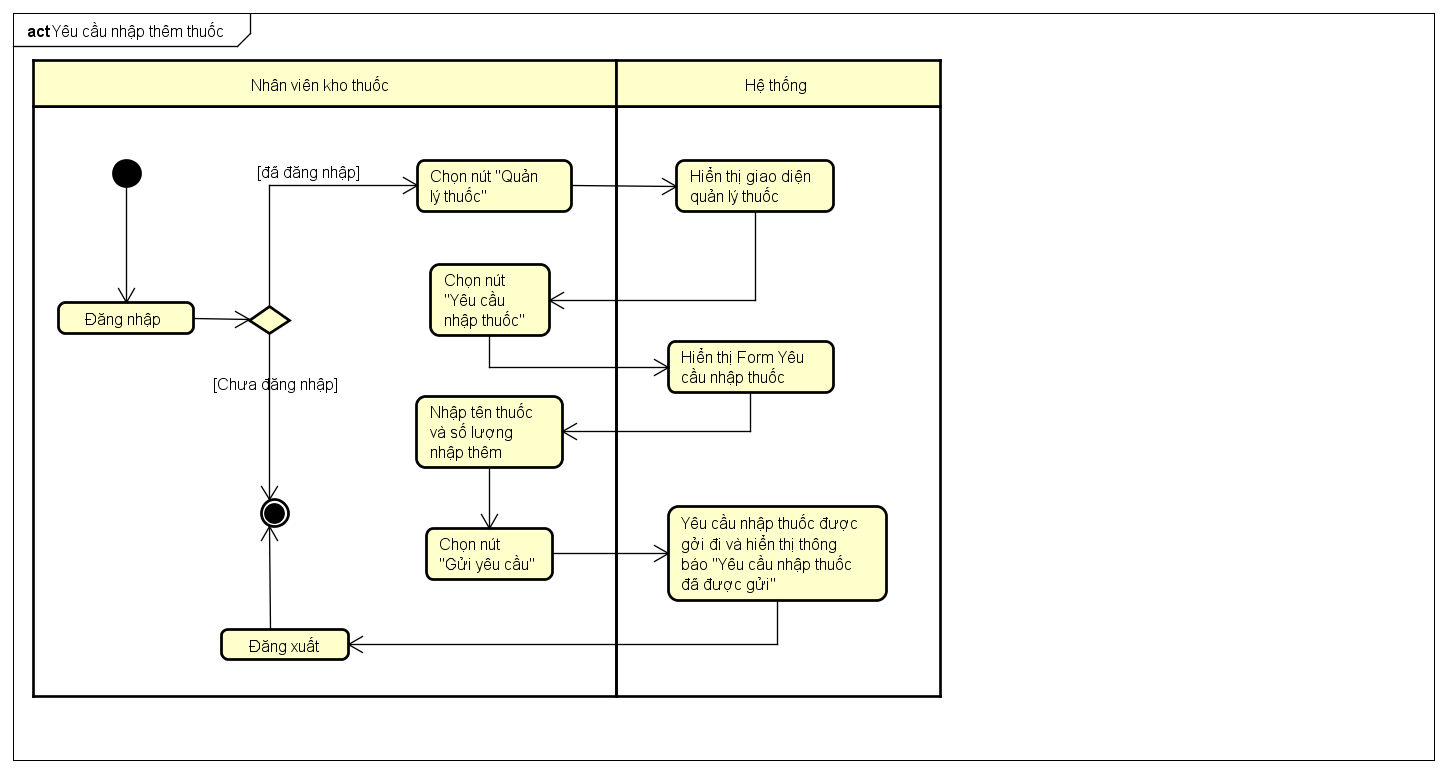 act Yêu cầu nhập thêm thuốc
Nhân viên kho thuốc
Hệ thống
[đã đăng nhập]
Chọn nút "Quản
lý thuốc"
Hiển thị giao diện
quản lý thuốc
Đăng nhập
Chọn nút
"Yêu cầu
nhập thuốc"
[Chưa đăng nhập]
Hiển thị Form Yêu
cầu nhập thuốc
Nhập tên thuốc
và số lượng
nhập thêm
Chọn nút
"Gửi yêu cầu"
Yêu cầu nhập thuốc được
gởi đi và hiển thị thông
báo "Yêu cầu nhập thuốc
đã được gửi"
Đăng xuất